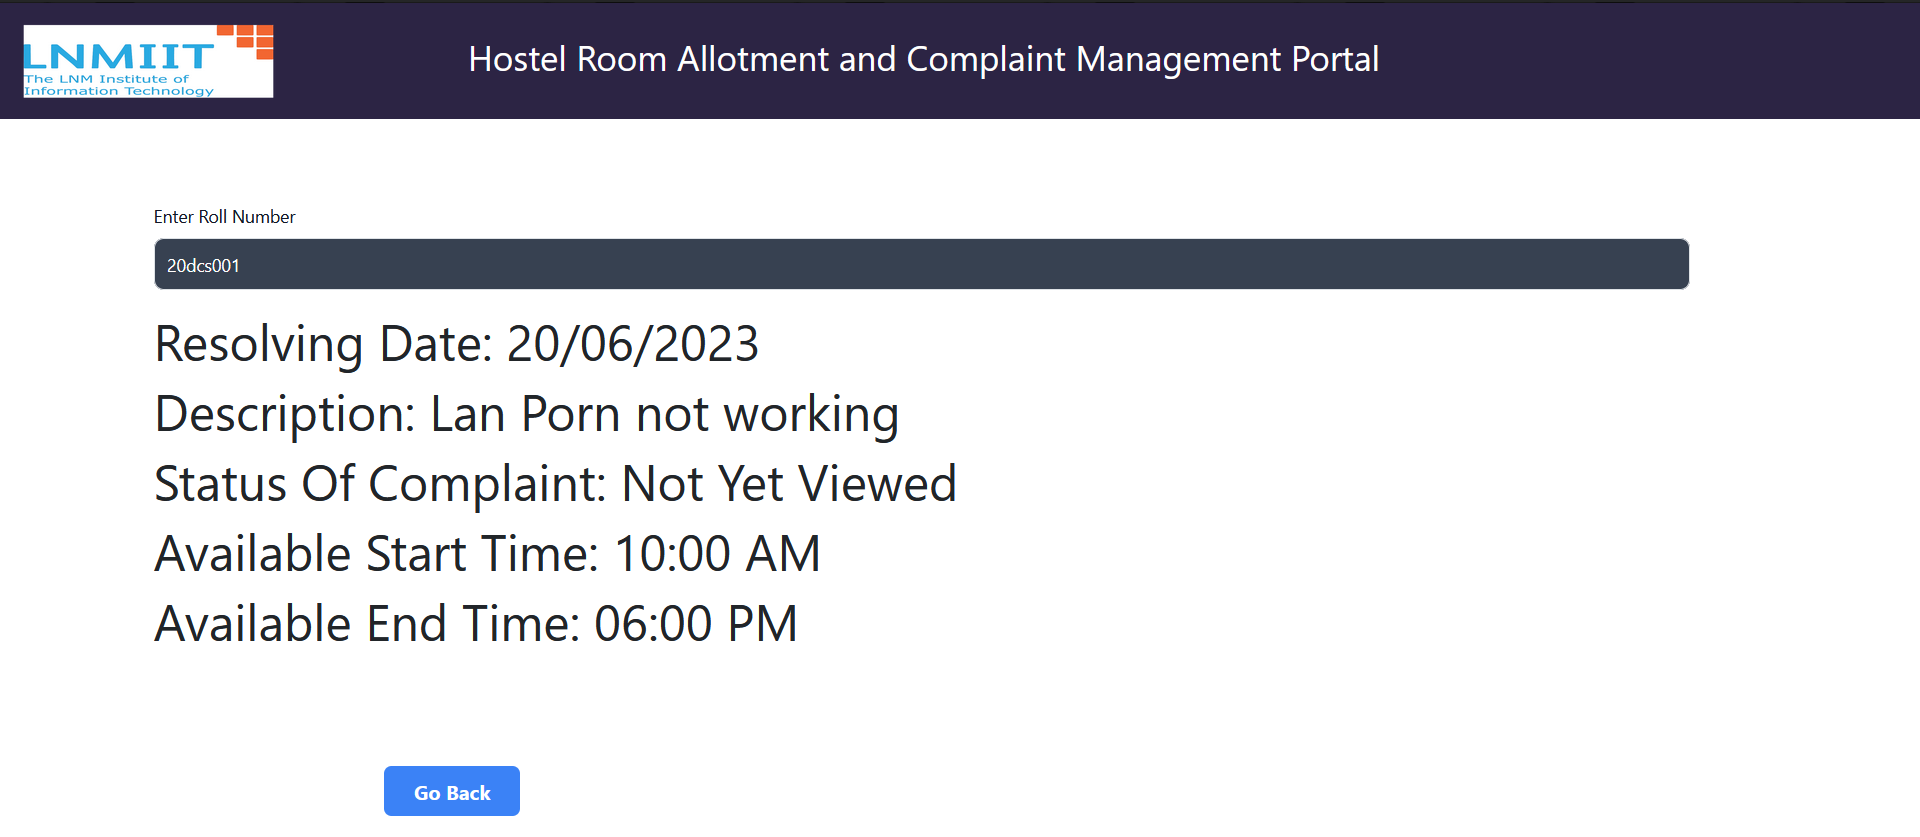 LNMIIT
The LNM Institute of
Information Technology
Hostel Room Allotment and Complaint Management Portal
Enter Roll Number
20dcs001
Resolving Date: 20/06/2023
Description: Lan Porn not working
Status Of Complaint: Not Yet Viewed
Available Start Time: 10:00 AM
Available End Time: 06:00 PM
Go Back